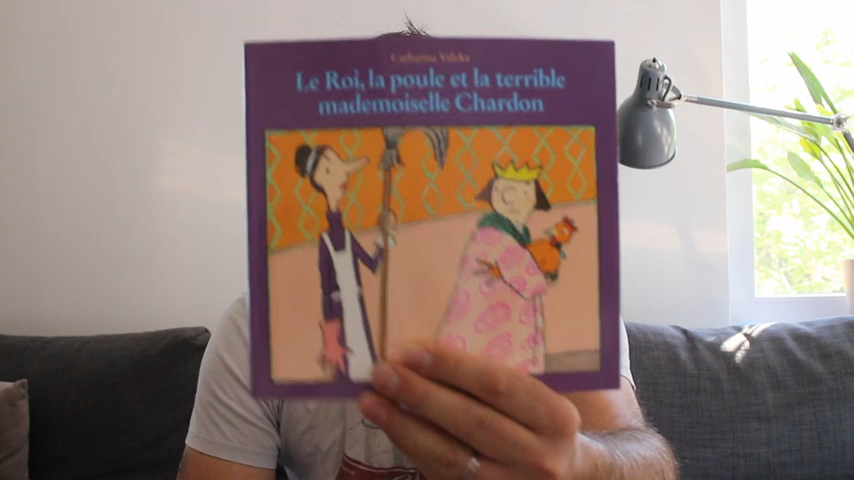 Catharina Valckx
Le Roi, la poule et la terrible
mademoiselle Chardon